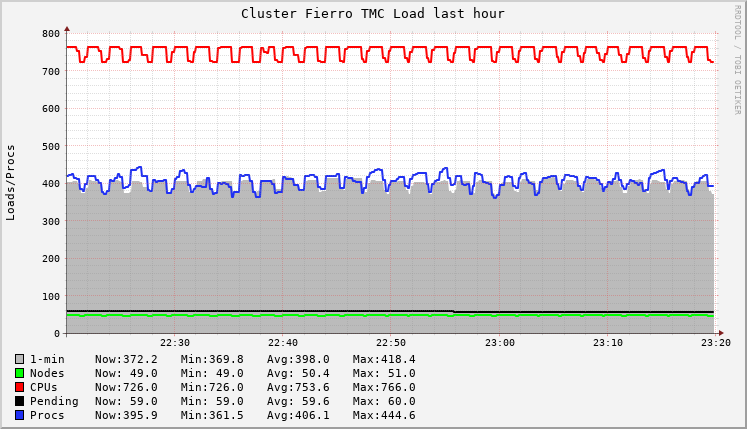 Cluster Fierro TMC Load last hour
RRDTOOL / TOBI OETIKER
Loads/Procs
800
700
600
500
400
300
200
100
0
22:30 22:40 22:50 23:00 23:10 23:20
1-min Now:372.2 Min:369.8 Avg:398.0 Max:418.4
Nodes Now: 49.0 Min: 49.0 Avg: 50.4 Max: 51.0
CPUs Now:726.0 Min:726.0 Avg:753.6 Max:766.0
Pending Now: 59.0 Min: 59.0 Avg: 59.6 Max: 60.0
Procs Now:395.9 Min:361.5 Avg:406.1 Max:444.6